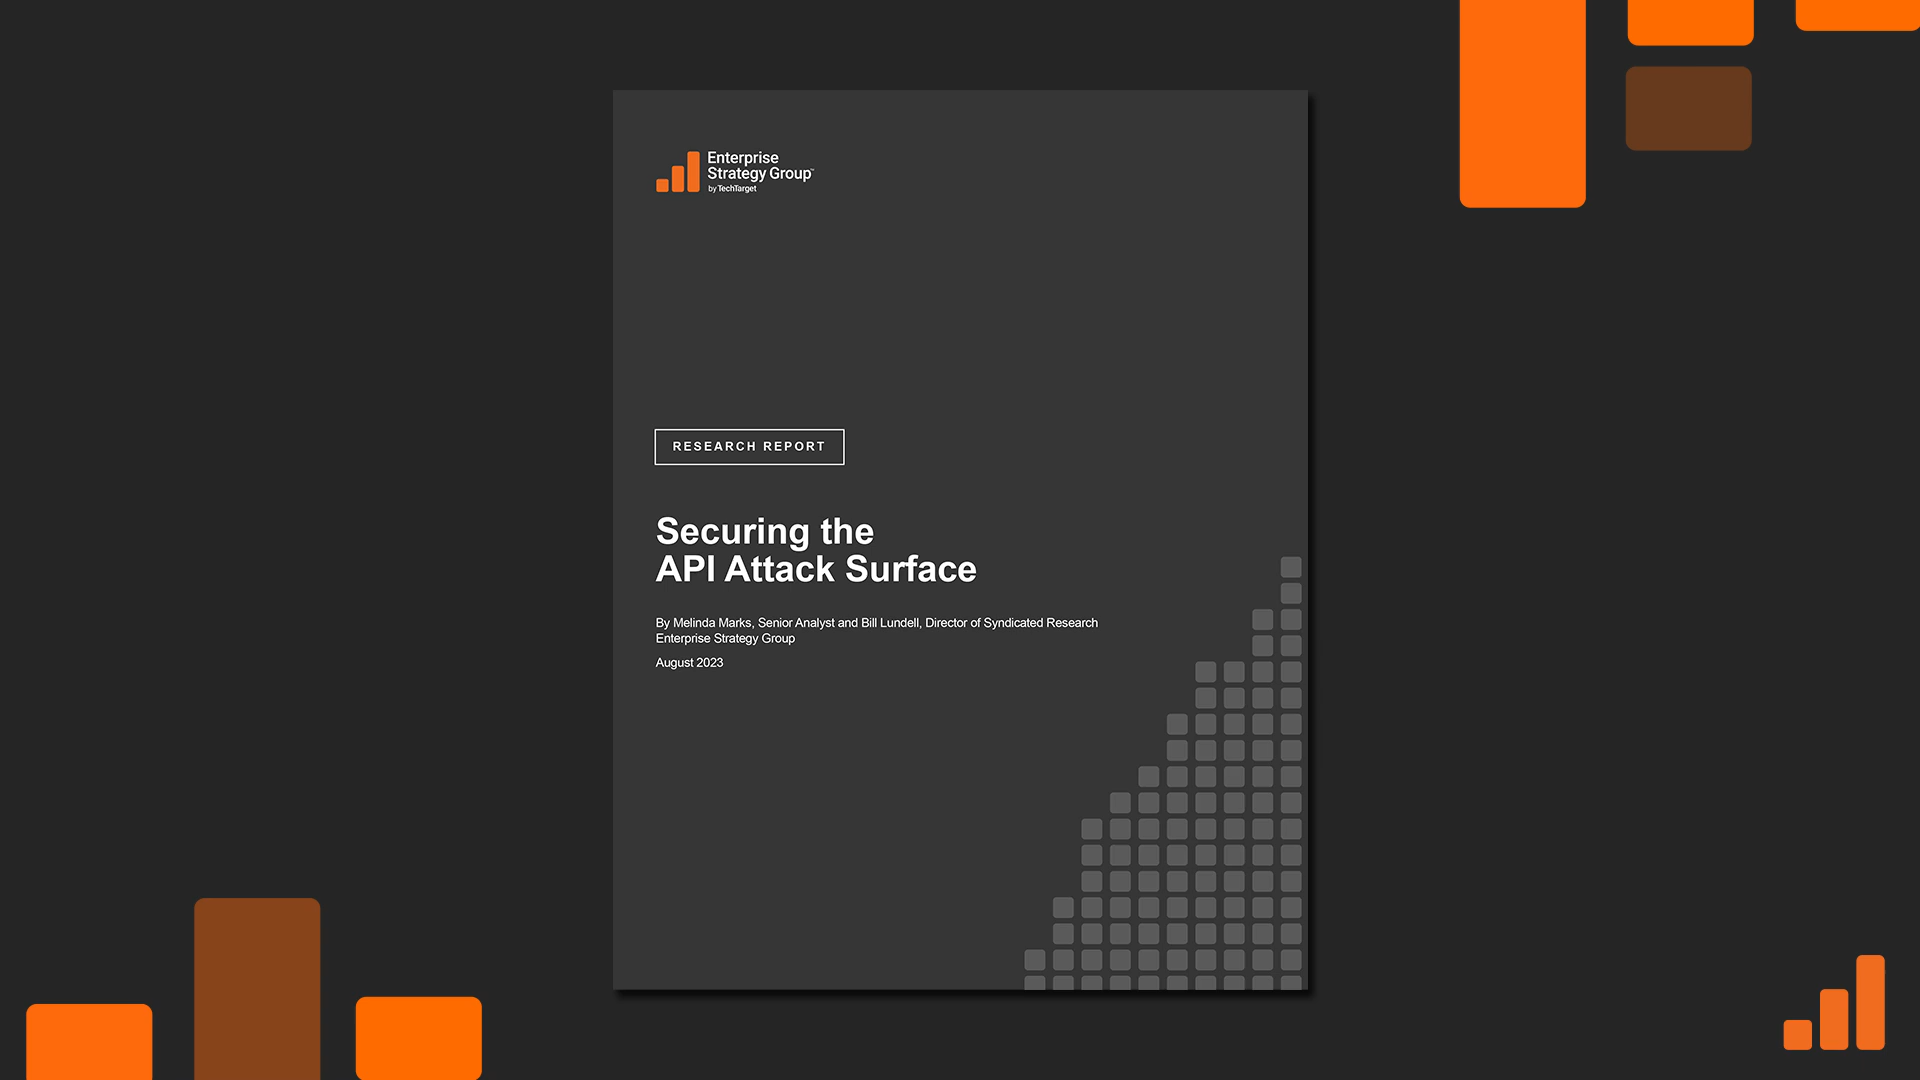 Enterprise
Strategy Group™
by TechTarget
RESEARCH REPORT
Securing the
API Attack Surface
By Melinda Marks, Senior Analyst and Bill Lundell, Director of Syndicated Research
Enterprise Strategy Group
August 2023